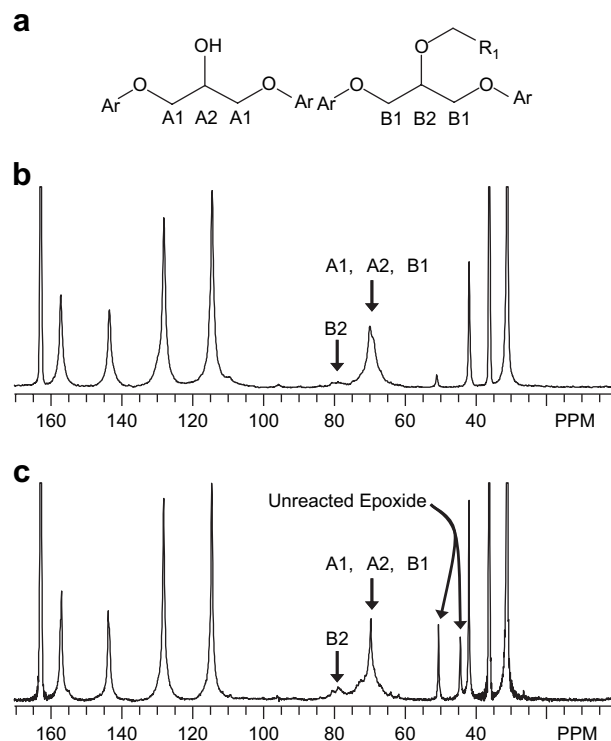 a
OH
O
R1
O
O
O
O
Ar
Ar
Ar
Ar
A1 A2 A1
B1 B2 B1
b
A1, A2, B1
B2
160 140 120 100 80 60 40 PPM
c
Unreacted Epoxide
A1, A2, B1
B2
160 140 120 100 80 60 40 PPM